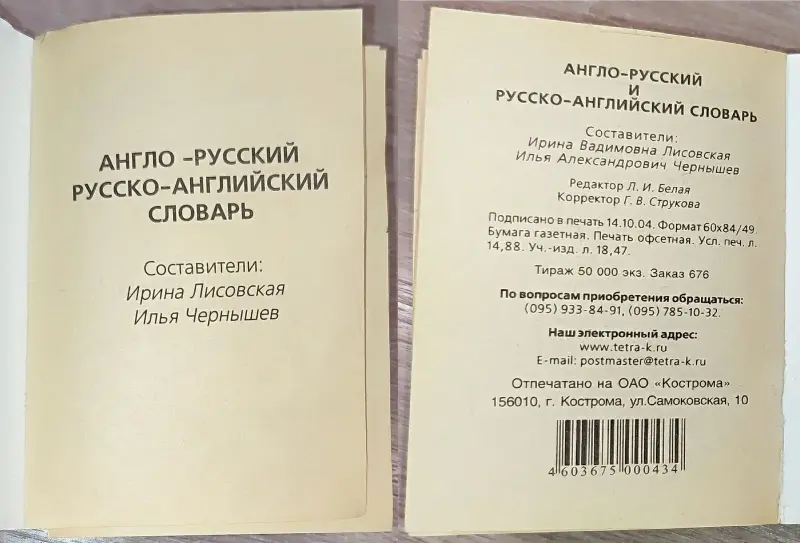 АНГЛО –РУССКИЙ
РУССКО–АНГЛИЙСКИЙ
СЛОВАРЬ
Составители:
Ирина Лисовская
Илья Чернышев
АНГЛО–РУССКИЙ
И
РУССКО–АНГЛИЙСКИЙ СЛОВАРЬ
Составители:
Ирина Вадимовна Лисовская
Илья Александрович Чернышев
Редактор Л. И. Белая
Корректор Г. В. Струкова
Подписано в печать 14.10.04. Формат 60х84/49.
Бумага газетная. Печать офсетная. Усл. печ. л.
14,88. Уч.-изд. л. 18,47.
Тираж 50 000 экз. Заказ 676
По вопросам приобретения обращаться:
(095) 933-84-91, (095) 785-10-32.
Наш электронный адрес:
www.tetra-k.ru
E-mail: postmaster@tetra-k.ru
Отпечатано на ОАО «Кострома»
156010, г. Кострома, ул.Самоковская, 10
4 603675 000434